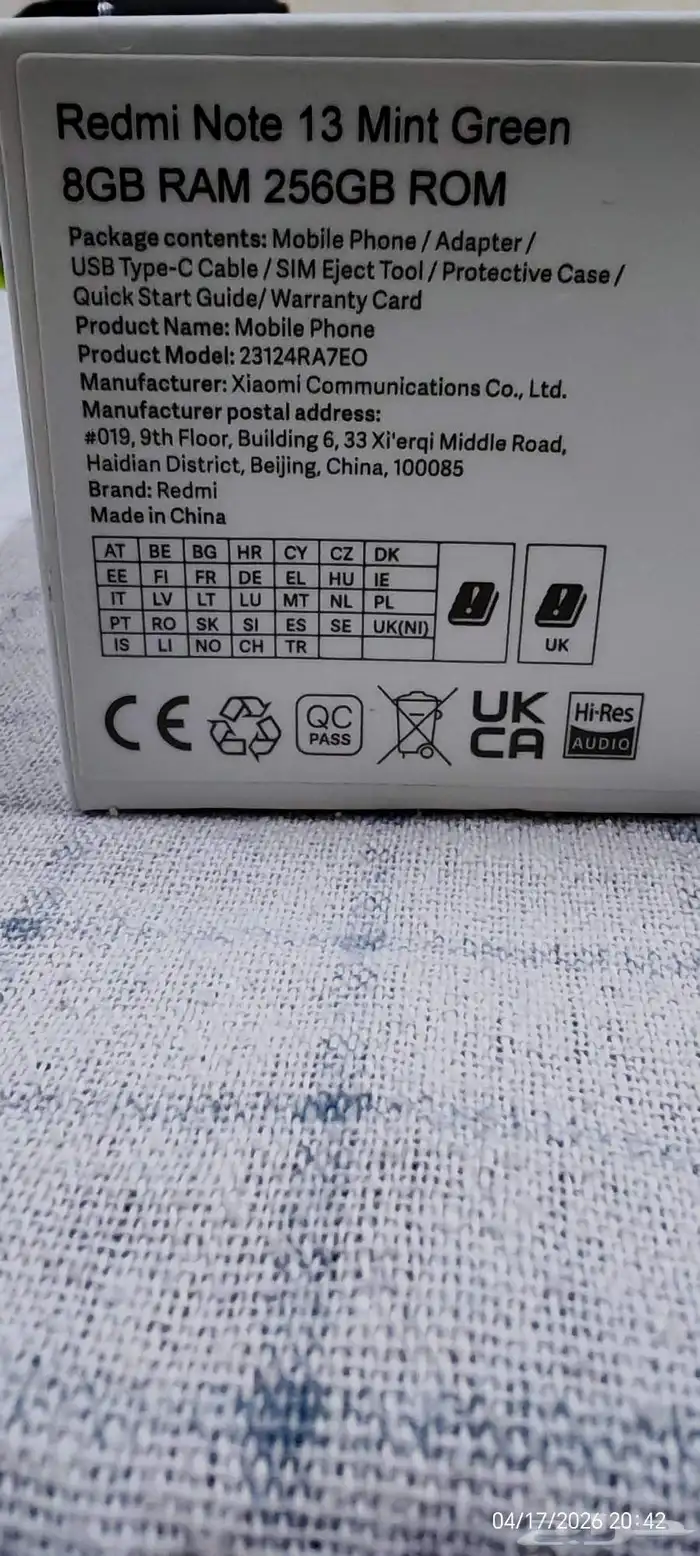 Redmi Note 13 Mint Green
8GB RAM 256GB ROM
Package contents: Mobile Phone / Adapter /
USB Type-C Cable / SIM Eject Tool / Protective Case /
Quick Start Guide/ Warranty Card
Product Name: Mobile Phone
Product Model: 23124RA7EO
Manufacturer: Xiaomi Communications Co., Ltd.
Manufacturer postal address:
#019, 9th Floor, Building 6, 33 Xi'erqi Middle Road,
Haidian District, Beijing, China, 100085
Brand: Redmi
Made in China
AT BE BG HR CY CZ DK
EE FI FR DE EL HU IE
IT LV LT LU MT NL PL
PT RO SK SI ES SE UK(NI)
IS LI NO CH TR
UK
CE
QC
PASS
UK
CA
Hi-Res
AUDIO
04/17/2026 20:42